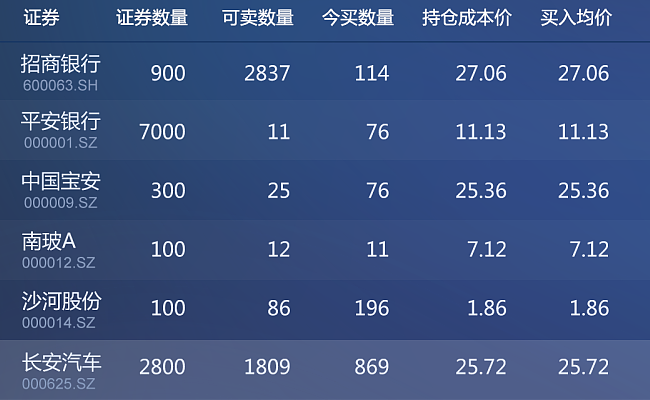 证券 证券数量 可卖数量 今买数量 持仓成本价 买入均价
招商银行 900 2837 114 27.06 27.06
600063.SH
平安银行 7000 11 76 11.13 11.13
000001.SZ
中国宝安 300 25 76 25.36 25.36
000009.SZ
南玻A 100 12 11 7.12 7.12
000012.SZ
沙河股份 100 86 196 1.86 1.86
000014.SZ
长安汽车 2800 1809 869 25.72 25.72
000625.SZ